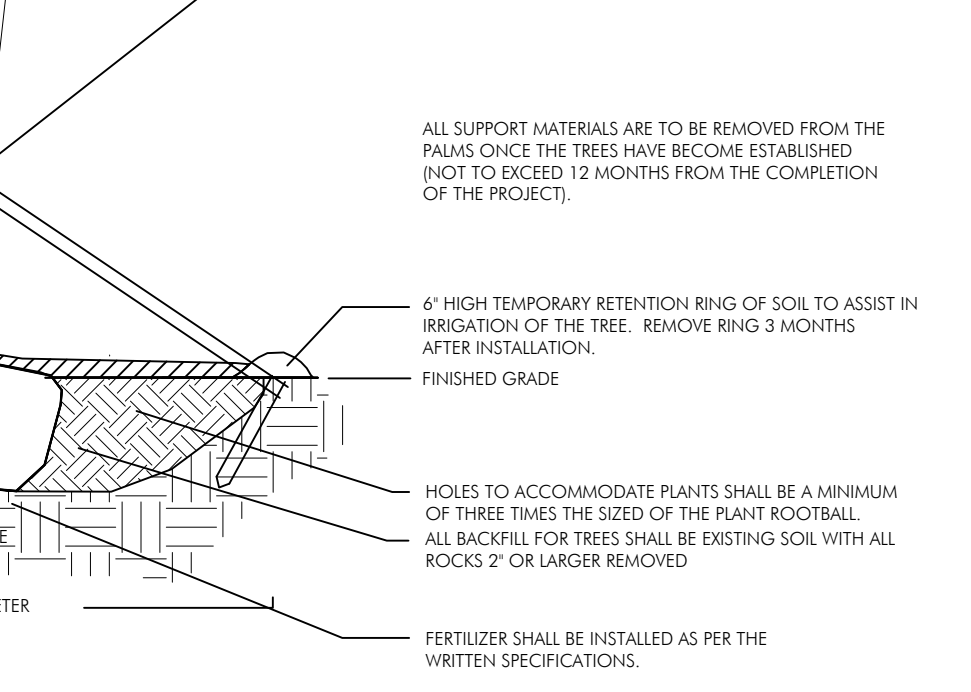 ALL SUPPORT MATERIALS ARE TO BE REMOVED FROM THE
PALMS ONCE THE TREES HAVE BECOME ESTABLISHED
(NOT TO EXCEED 12 MONTHS FROM THE COMPLETION
OF THE PROJECT).
6" HIGH TEMPORARY RETENTION RING OF SOIL TO ASSIST IN
IRRIGATION OF THE TREE. REMOVE RING 3 MONTHS
AFTER INSTALLATION.
FINISHED GRADE
HOLES TO ACCOMMODATE PLANTS SHALL BE A MINIMUM
OF THREE TIMES THE SIZED OF THE PLANT ROOTBALL.
ALL BACKFILL FOR TREES SHALL BE EXISTING SOIL WITH ALL
ROCKS 2" OR LARGER REMOVED
FERTILIZER SHALL BE INSTALLED AS PER THE
WRITTEN SPECIFICATIONS.